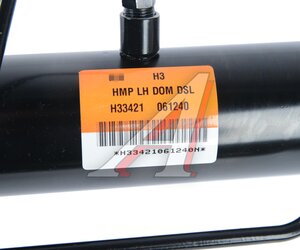 H3
HMP LH DOM DSL
H33421 061240
*H33421061240N*